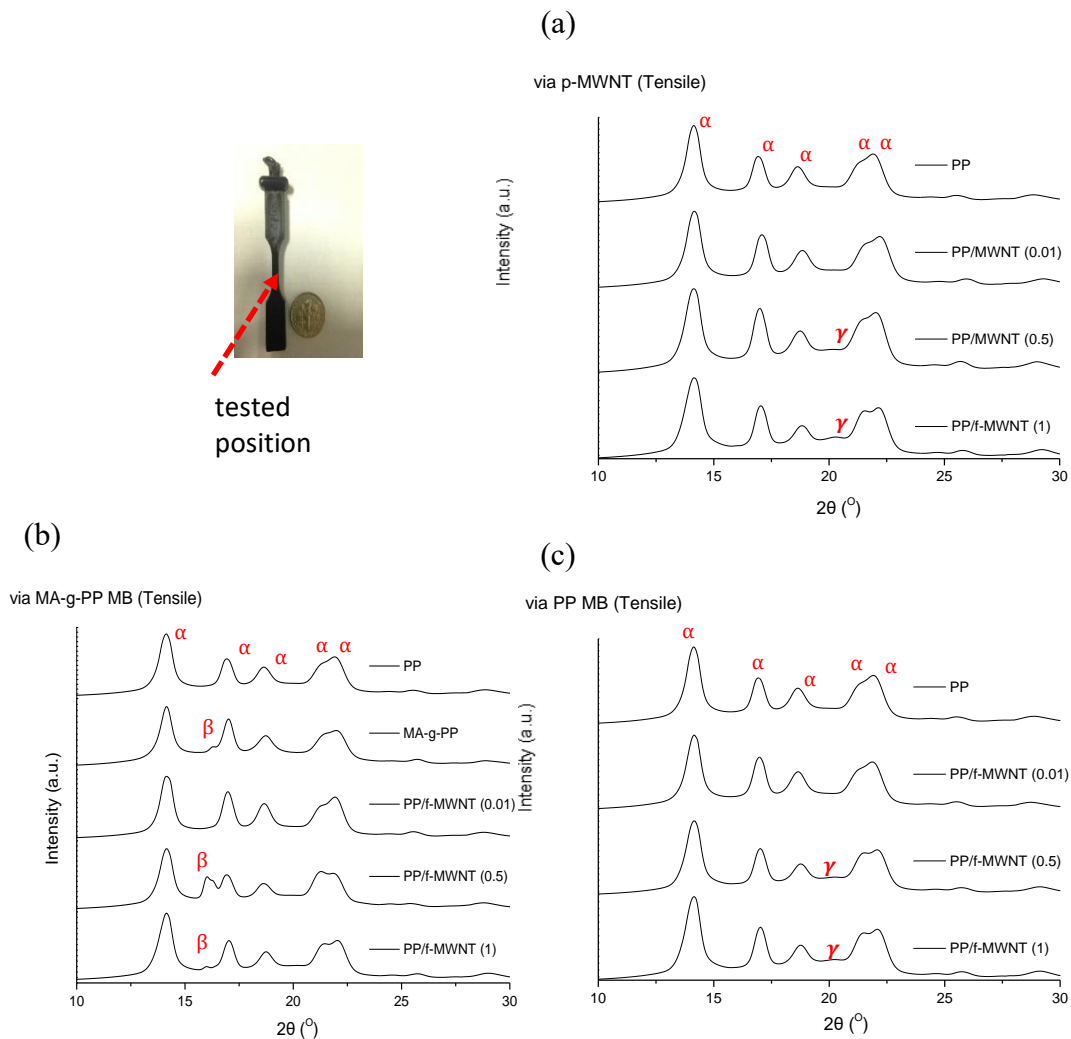 (a)
via p-MWNT (Tensile)
α
α
α
α α
PP
PP/MWNT (0.01)
γ
PP/MWNT (0.5)
γ
PP/f-MWNT (1)
Intensity (a.u.)
10 15 20 25 30
2θ (O)
tested
position
(b)
via MA-g-PP MB (Tensile)
α
α
α
α α
PP
β
MA-g-PP
PP/f-MWNT (0.01)
β
PP/f-MWNT (0.5)
β
PP/f-MWNT (1)
Intensity (a.u.)
10 15 20 25 30
2θ (O)
(c)
via PP MB (Tensile)
α
α
α
α α
PP
PP/f-MWNT (0.01)
γ
PP/f-MWNT (0.5)
γ
PP/f-MWNT (1)
Intensity (a.u.)
10 15 20 25 30
2θ (O)